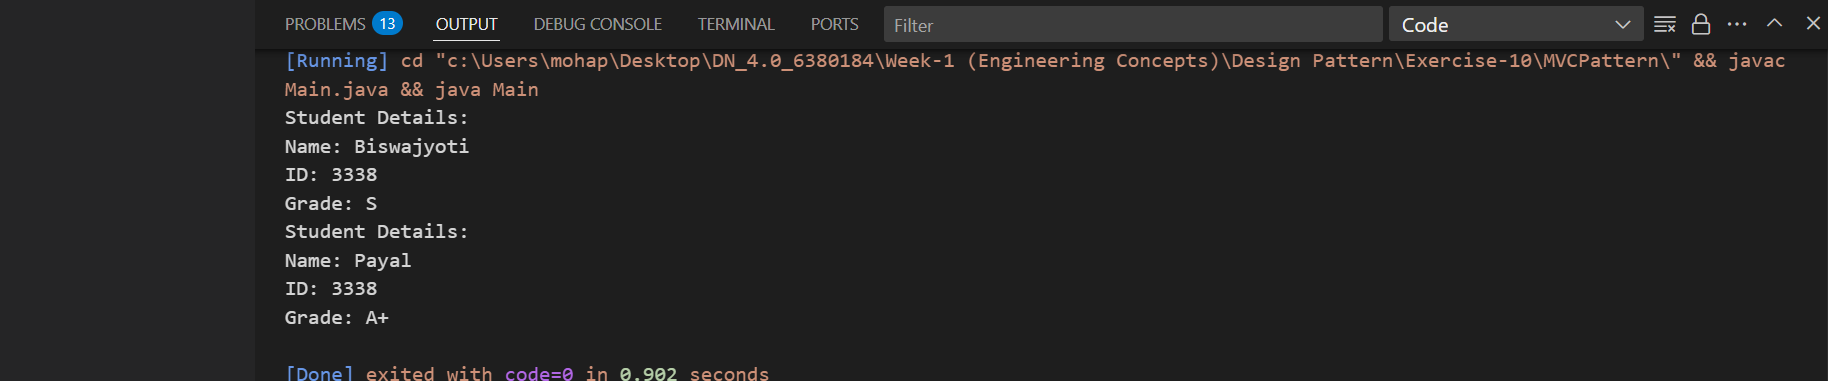 PROBLEMS 13 OUTPUT DEBUG CONSOLE TERMINAL PORTS Filter Code
[Running] cd "c:\Users\mohap\Desktop\DN_4.0_6380184\Week-1 (Engineering Concepts)\Design Pattern\Exercise-10\MVCPattern\" && javac
Main.java && java Main
Student Details:
Name: Biswajyoti
ID: 3338
Grade: S
Student Details:
Name: Payal
ID: 3338
Grade: A+
[Done] exited with code=0 in 0.902 seconds